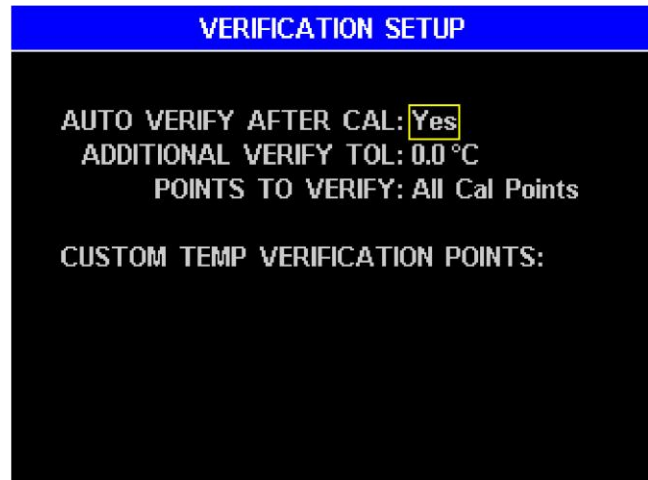 VERIFICATION SETUP
AUTO VERIFY AFTER CAL: Yes
ADDITIONAL VERIFY TOL: 0.0 °C
POINTS TO VERIFY: All Cal Points
CUSTOM TEMP VERIFICATION POINTS: